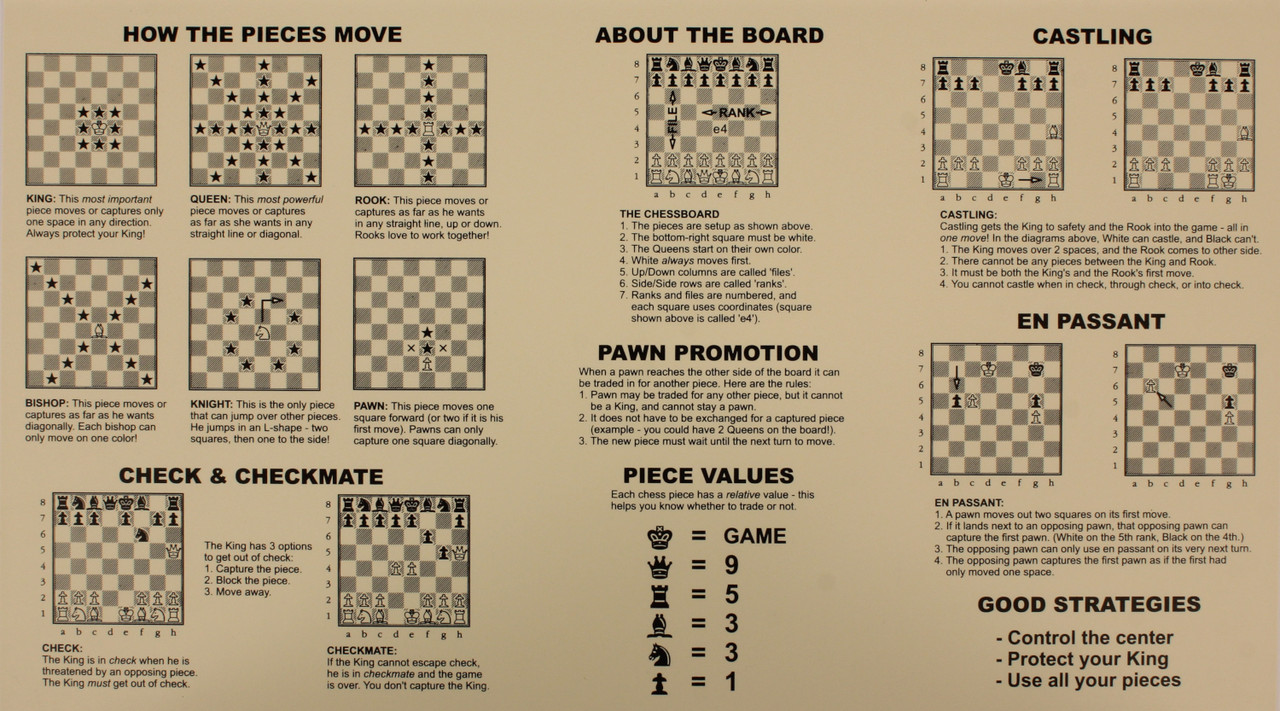 HOW THE PIECES MOVE
KING: This most important
piece moves or captures only
one space in any direction.
Always protect your King!
QUEEN: This most powerful
piece moves or captures
as far as she wants in any
straight line or diagonal.
ROOK: This piece moves or
captures as far as he wants
in any straight line, up or down.
Rooks love to work together!
BISHOP: This piece moves or
captures as far as he wants
diagonally. Each bishop can
only move on one color!
KNIGHT: This is the only piece
that can jump over other pieces.
He jumps in an L-shape - two
squares, then one to the side!
PAWN: This piece moves one
square forward (or two if it is his
first move). Pawns can only
capture one square diagonally.
CHECK & CHECKMATE
8
7
6
5
4
3
2
1
a b c d e f g h
The King has 3 options
to get out of check:
1. Capture the piece.
2. Block the piece.
3. Move away.
8
7
6
5
4
3
2
1
a b c d e f g h
CHECK:
The King is in check when he is
threatened by an opposing piece.
The King must get out of check.
CHECKMATE:
If the King cannot escape check,
he is in checkmate and the game
is over. You don't capture the King.
ABOUT THE BOARD
8
7
6
5
4
3
2
1
FILE
RANK
e4
a b c d e f g h
THE CHESSBOARD
1. The pieces are setup as shown above.
2. The bottom-right square must be white.
3. The Queens start on their own color.
4. White always moves first.
5. Up/Down columns are called 'files'.
6. Side/Side rows are called 'ranks'.
7. Ranks and files are numbered, and
each square uses coordinates (square
shown above is called 'e4').
PAWN PROMOTION
When a pawn reaches the other side of the board it can
be traded in for another piece. Here are the rules:
1. Pawn may be traded for any other piece, but it cannot
be a King, and cannot stay a pawn.
2. It does not have to be exchanged for a captured piece
(example - you could have 2 Queens on the board!).
3. The new piece must wait until the next turn to move.
PIECE VALUES
Each chess piece has a relative value - this
helps you know whether to trade or not.
= GAME
= 9
= 5
= 3
= 3
= 1
CASTLING
8
7
6
5
4
3
2
1
a b c d e f g h
8
7
6
5
4
3
2
1
a b c d e f g h
CASTLING:
Castling gets the King to safety and the Rook into the game - all in
one move! In the diagrams above, White can castle, and Black can't.
1. The King moves over 2 spaces, and the Rook comes to other side.
2. There cannot be any pieces between the King and Rook.
3. It must be both the King's and the Rook's first move.
4. You cannot castle when in check, through check, or into check.
EN PASSANT
8
7
6
5
4
3
2
1
a b c d e f g h
8
7
6
5
4
3
2
1
a b c d e f g h
EN PASSANT:
1. A pawn moves out two squares on its first move.
2. If it lands next to an opposing pawn, that opposing pawn can
capture the first pawn. (White on the 5th rank, Black on the 4th.)
3. The opposing pawn can only use en passant on its very next turn.
4. The opposing pawn captures the first pawn as if the first had
only moved one space.
GOOD STRATEGIES
- Control the center
- Protect your King
- Use all your pieces